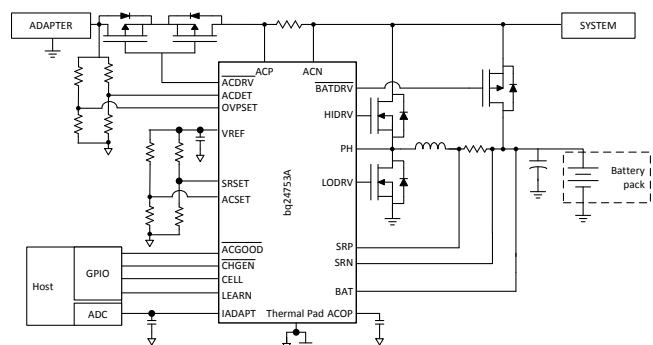 ADAPTER
SYSTEM
ACP
ACN
ACDRV
ACDET
OVPSET
BATDRV
HIDRV
VREF
PH
SRSET
ACSET
LODRV
bq24753A
Battery
pack
ACGOOD
CHGEN
CELL
LEARN
IADAPT
SRP
SRN
BAT
Host
GPIO
ADC
Thermal Pad ACOP